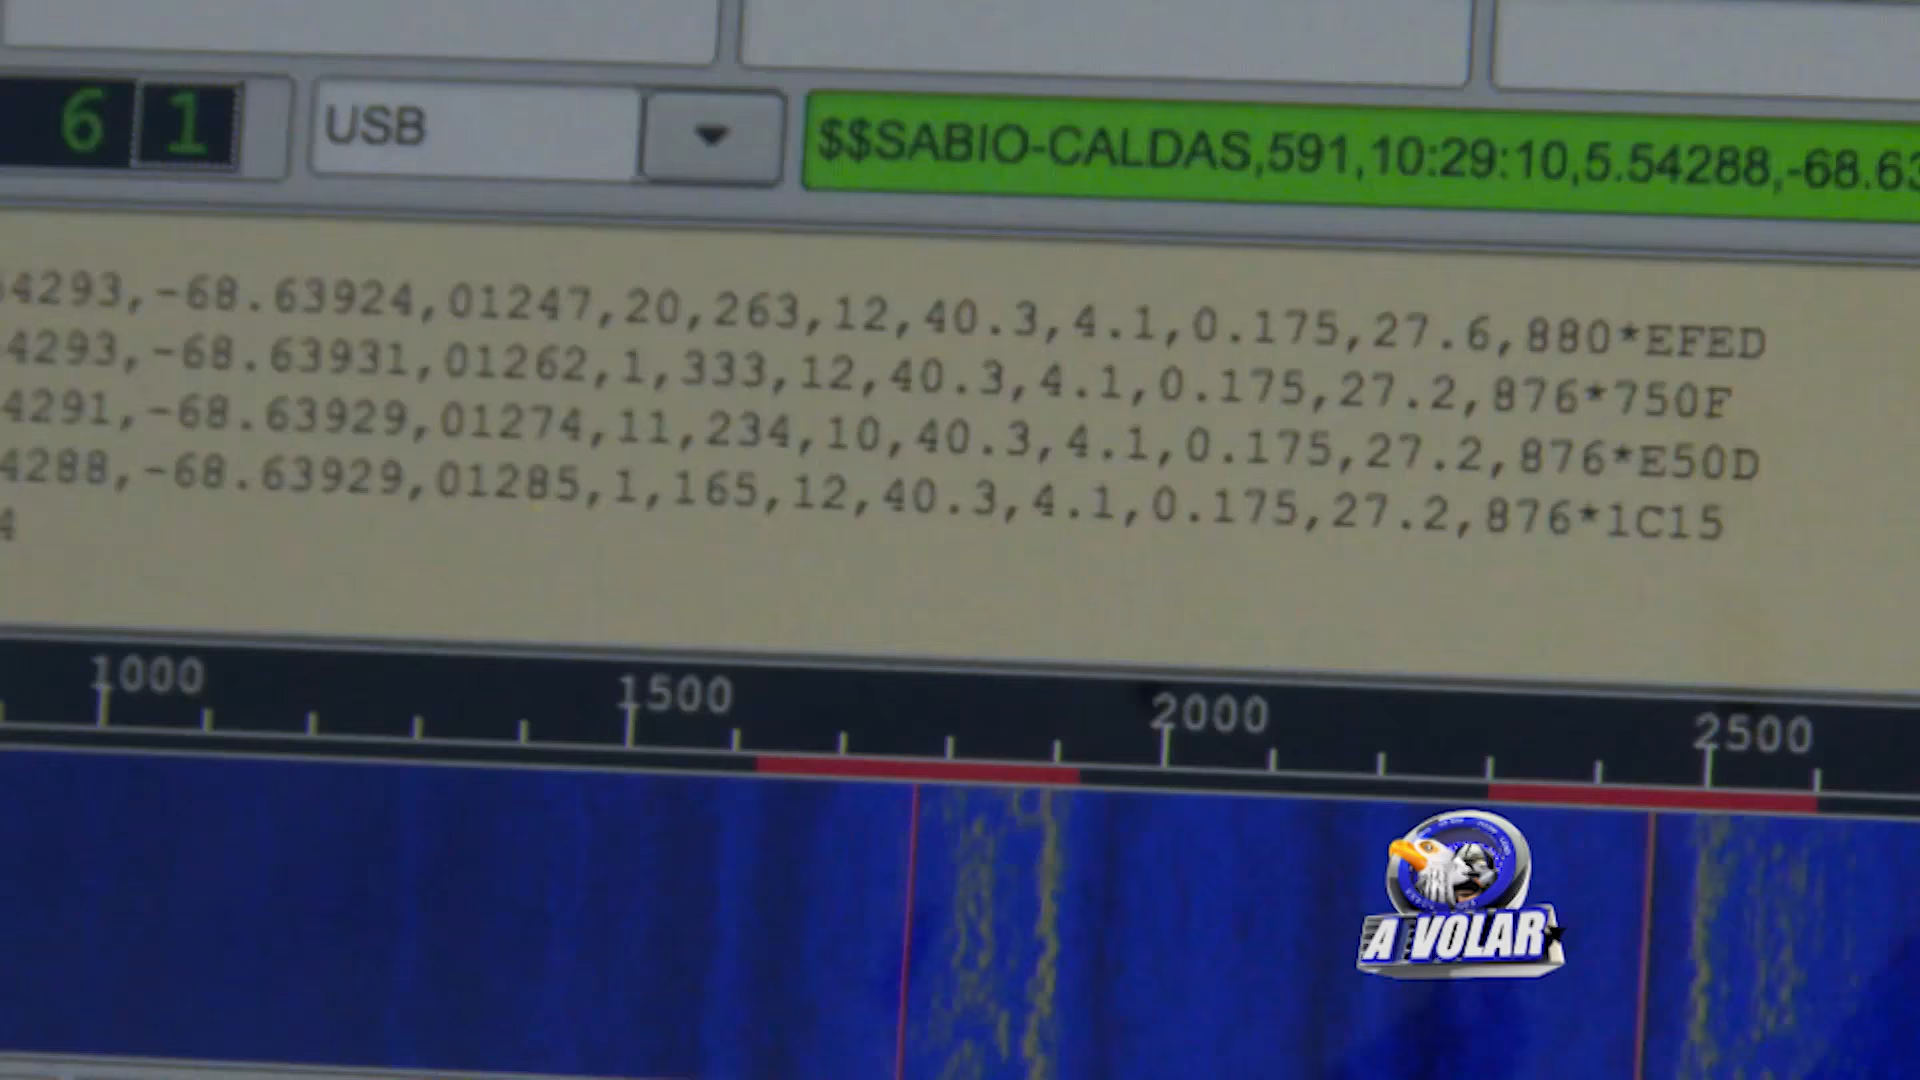 6 1 USB $$SABIO-CALDAS,591,10:29:10,5.54288,-68.63
4293,-68.63924,01247,20,263,12,40.3,4.1,0.175,27.6,880*EFED
4293,-68.63931,01262,1,333,12,40.3,4.1,0.175,27.2,876*750F
4291,-68.63929,01274,11,234,10,40.3,4.1,0.175,27.2,876*E50D
4288,-68.63929,01285,1,165,12,40.3,4.1,0.175,27.2,876*1C15
4
1000 1500 2000 2500
A VOLAR